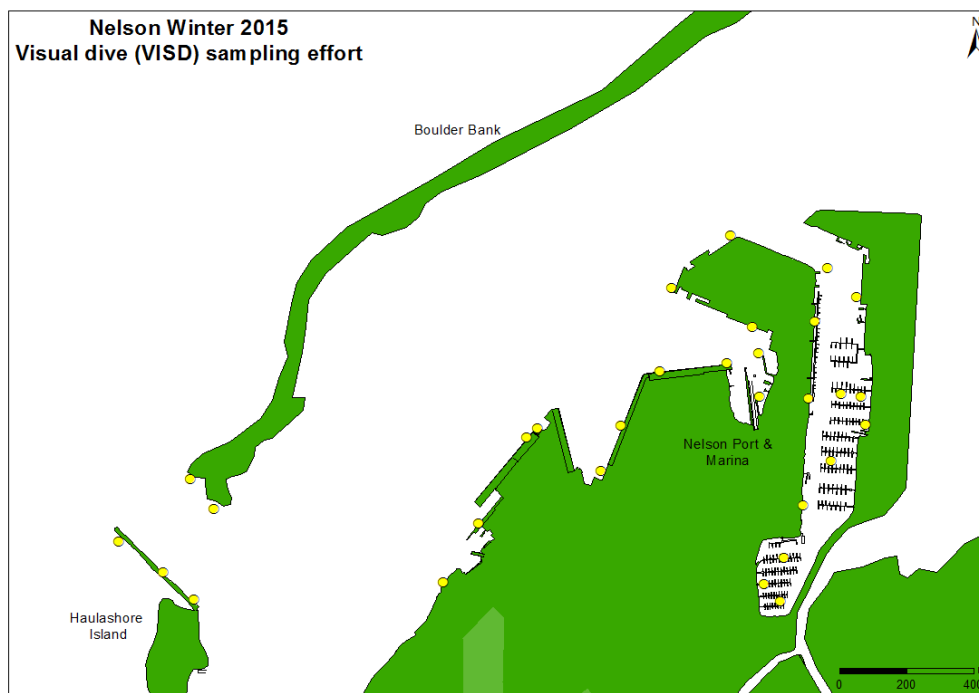 Nelson Winter 2015
Visual dive (VISD) sampling effort
N
Boulder Bank
Nelson Port &
Marina
Haulashore
Island
0
200